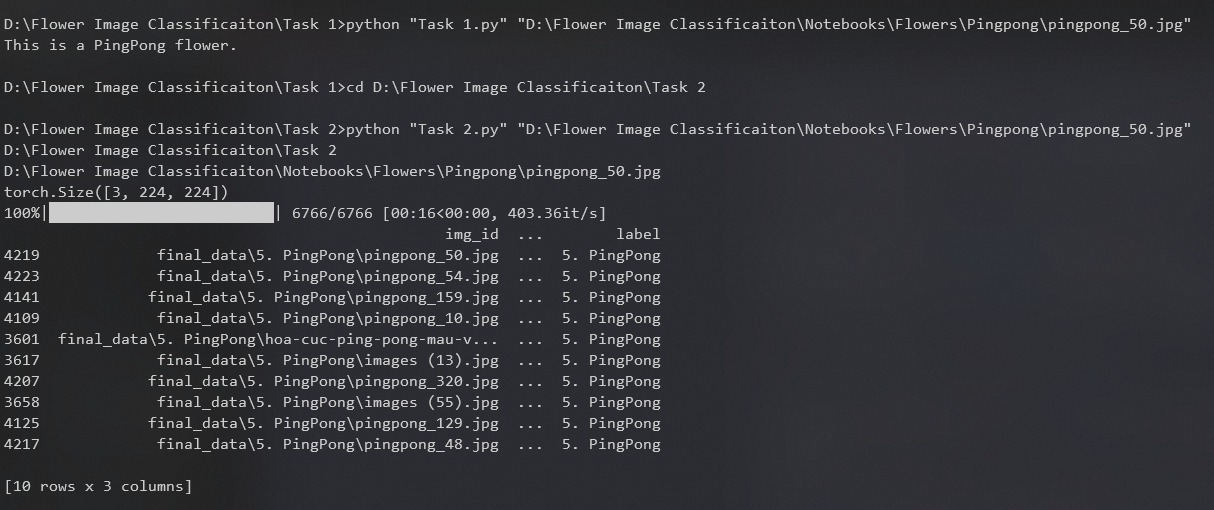 D:\Flower Image Classificaiton\Task 1>python "Task 1.py" "D:\Flower Image Classificaiton\Notebooks\Flowers\Pingpong\pingpong_50.jpg"
This is a PingPong flower.
D:\Flower Image Classificaiton\Task 1>cd D:\Flower Image Classificaiton\Task 2
D:\Flower Image Classificaiton\Task 2>python "Task 2.py" "D:\Flower Image Classificaiton\Notebooks\Flowers\Pingpong\pingpong_50.jpg"
D:\Flower Image Classificaiton\Task 2
D:\Flower Image Classificaiton\Notebooks\Flowers\Pingpong\pingpong_50.jpg
torch.Size([3, 224, 224])
100%| | 6766/6766 [00:16<00:00, 403.36it/s]
img_id ... label
4219 final_data\5. PingPong\pingpong_50.jpg ... 5. PingPong
4223 final_data\5. PingPong\pingpong_54.jpg ... 5. PingPong
4141 final_data\5. PingPong\pingpong_159.jpg ... 5. PingPong
4109 final_data\5. PingPong\pingpong_10.jpg ... 5. PingPong
3601 final_data\5. PingPong\hoa-cuc-ping-pong-mau-v... ... 5. PingPong
3617 final_data\5. PingPong\images (13).jpg ... 5. PingPong
4207 final_data\5. PingPong\pingpong_320.jpg ... 5. PingPong
3658 final_data\5. PingPong\images (55).jpg ... 5. PingPong
4125 final_data\5. PingPong\pingpong_129.jpg ... 5. PingPong
4217 final_data\5. PingPong\pingpong_48.jpg ... 5. PingPong
[10 rows x 3 columns]